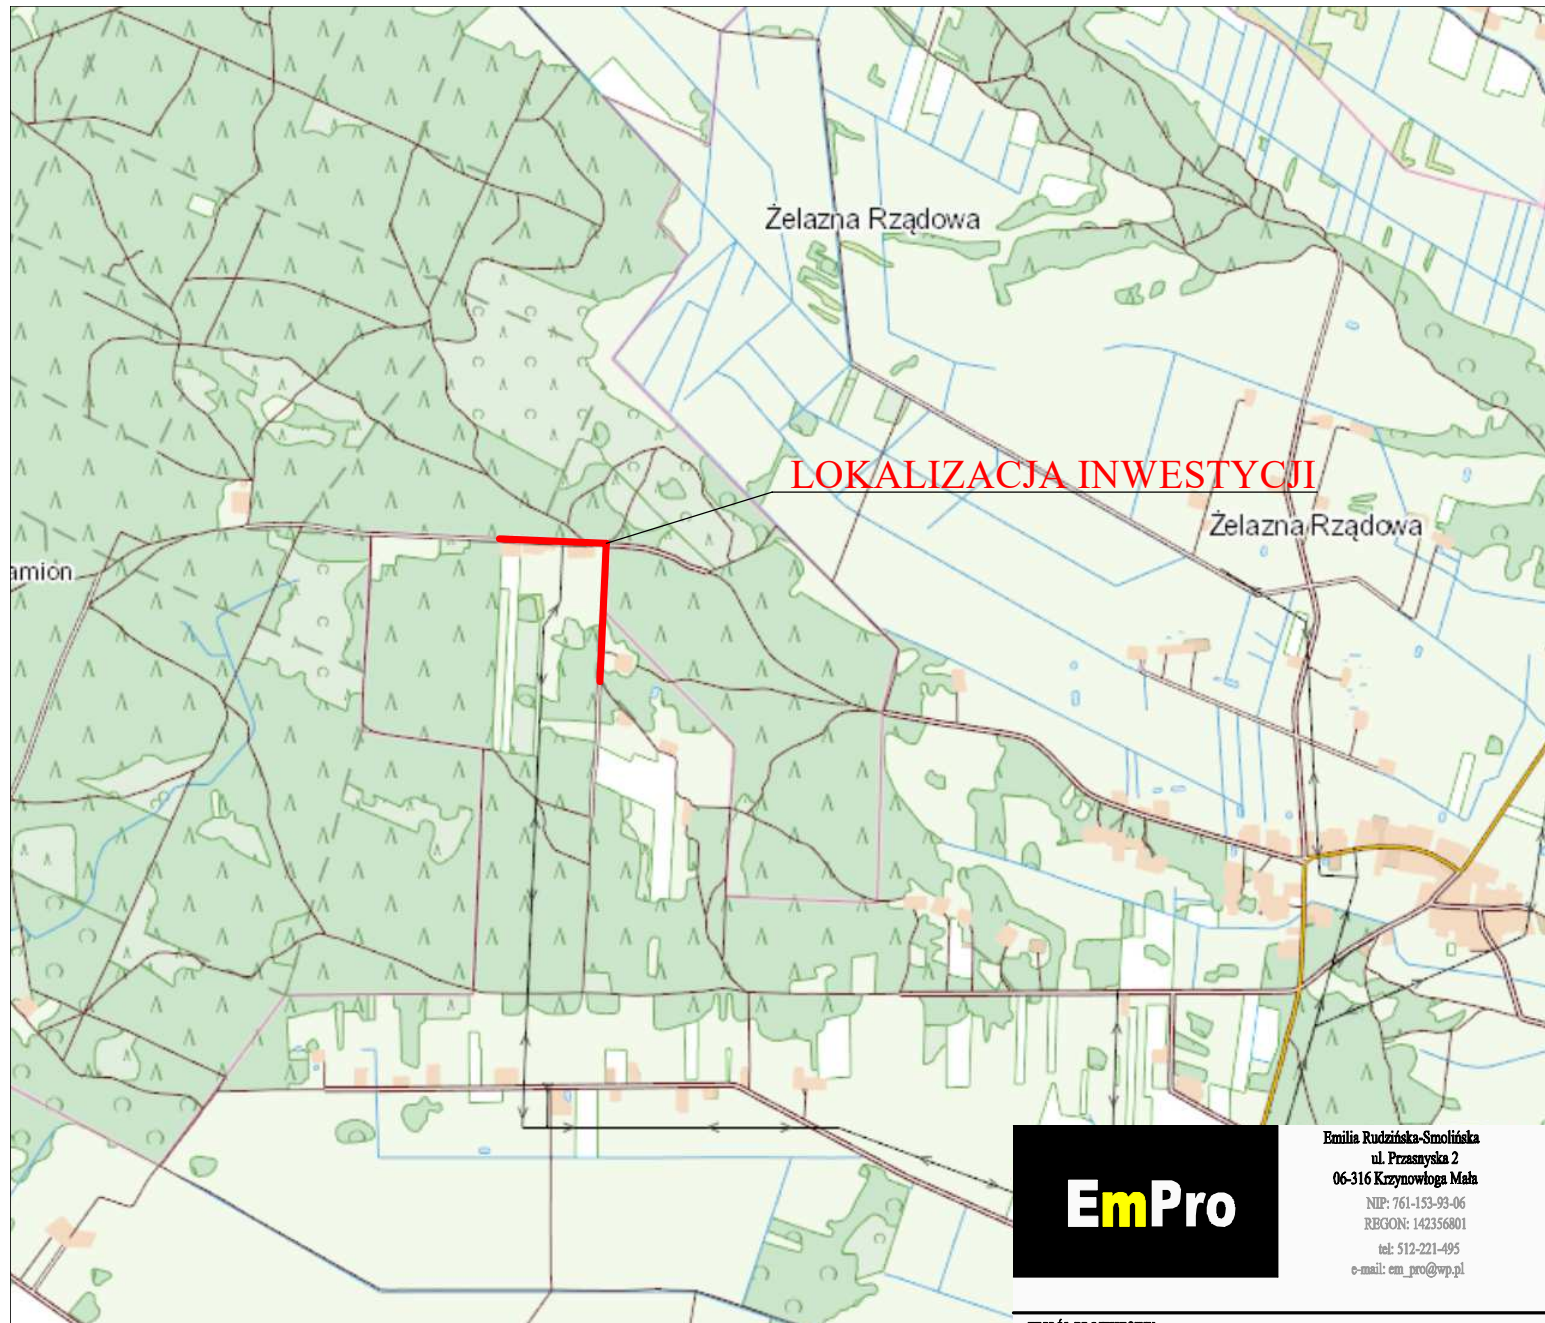 Żelazna Rządowa
LOKALIZACJA INWESTYCJI
Żelazna Rządowa
amion
EmPro
Emilia Rudzińska-Smolińska
ul. Przasnyska 2
06-316 Krzynowłoga Mała
NIP: 761-153-93-06
REGON: 142356801
tel: 512-221-495
e-mail: em_pro@wp.pl